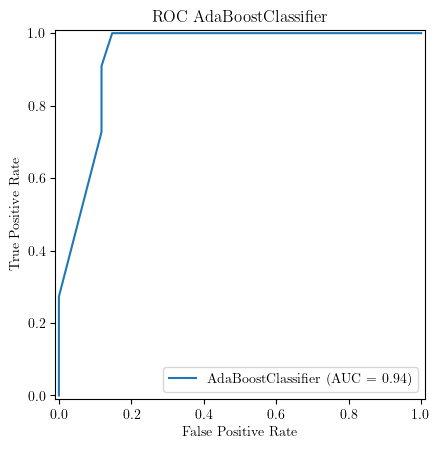 ROC AdaBoostClassifier
1.0
0.8
0.6
0.4
0.2
0.0
True Positive Rate
AdaBoostClassifier (AUC = 0.94)
0.0 0.2 0.4 0.6 0.8 1.0
False Positive Rate